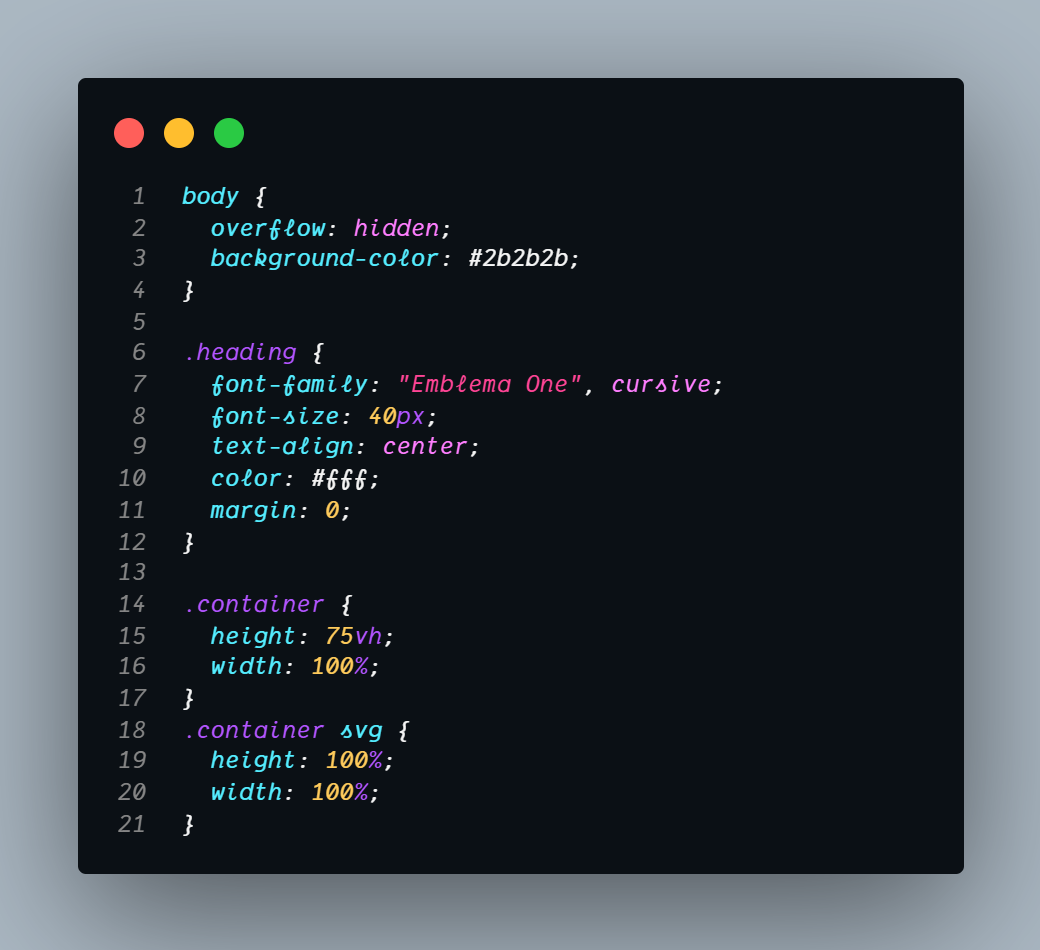 1 body {
2   overflow: hidden;
3   background-color: #2b2b2b;
4 }
5
6 .heading {
7   font-family: "Emblema One", cursive;
8   font-size: 40px;
9   text-align: center;
10   color: #fff;
11   margin: 0;
12 }
13
14 .container {
15   height: 75vh;
16   width: 100%;
17 }
18 .container svg {
19   height: 100%;
20   width: 100%;
21 }